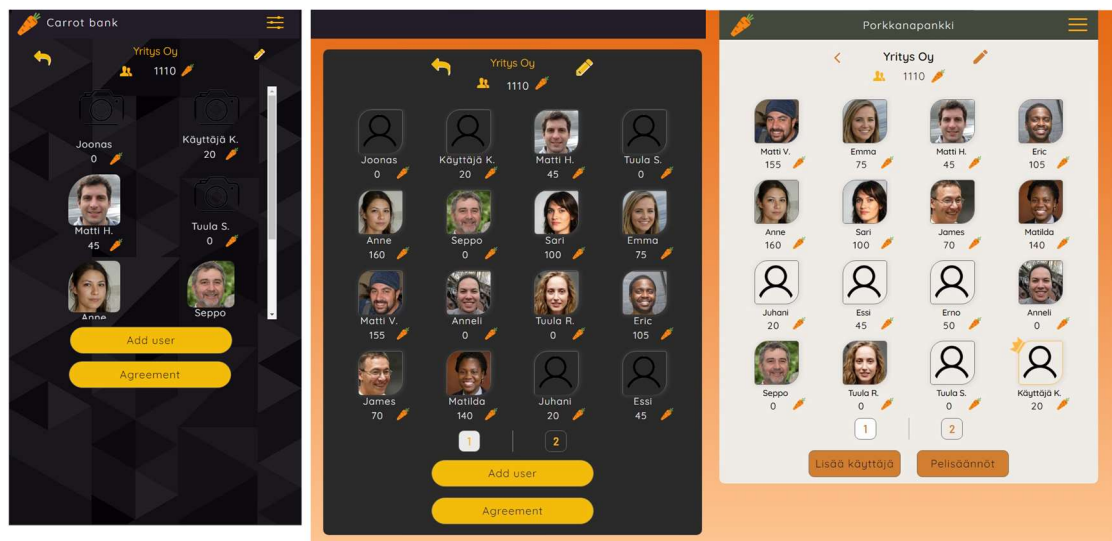 Carrot bank
Yritys Oy
1110
Joonas
0
Käyttäjä K.
20
Matti H.
45
Tuula S.
0
Anne
Seppo
Add user
Agreement
Yritys Oy
1110
Joonas Käyttäjä K. Matti H. Tuula S.
0 20 45 0
Anne Seppo Sari Emma
160 0 100 75
Matti V. Anneli Tuula R. Eric
155 0 0 105
James Matilda Juhani Essi
70 140 20 45
1 2
Add user
Agreement
Porkkanapankki
Yritys Oy
1110
Matti V. Emma Matti H. Eric
155 75 45 105
Anne Sari James Matilda
160 100 70 140
Juhani Essi Erno Anneli
20 45 50 0
Seppo Tuula R. Tuula S. Käyttäjä K.
0 0 0 20
1 2
Lisää käyttäjä Pelisäännöt